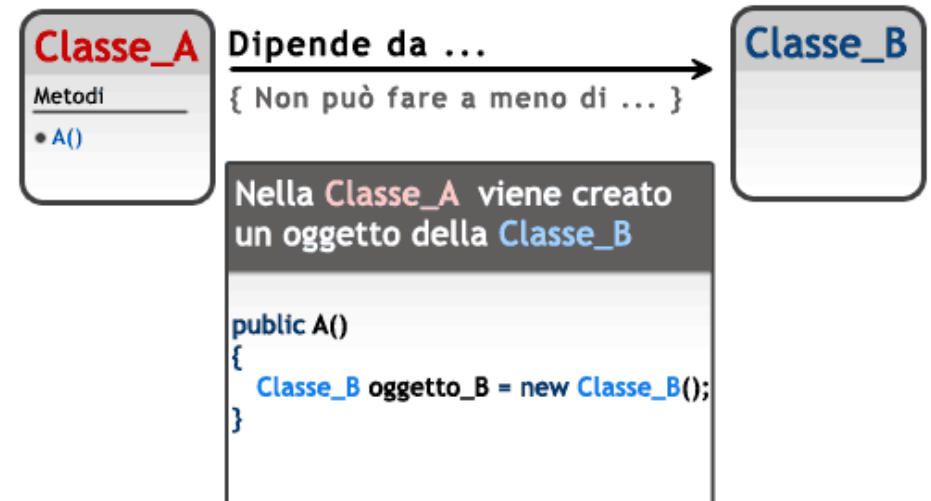 Classe_A
Metodi
• A()
Dipende da ...
{ Non può fare a meno di ... }
Classe_B
Nella Classe_A viene creato
un oggetto della Classe_B
public A()
{
Classe_B oggetto_B = new Classe_B();
}